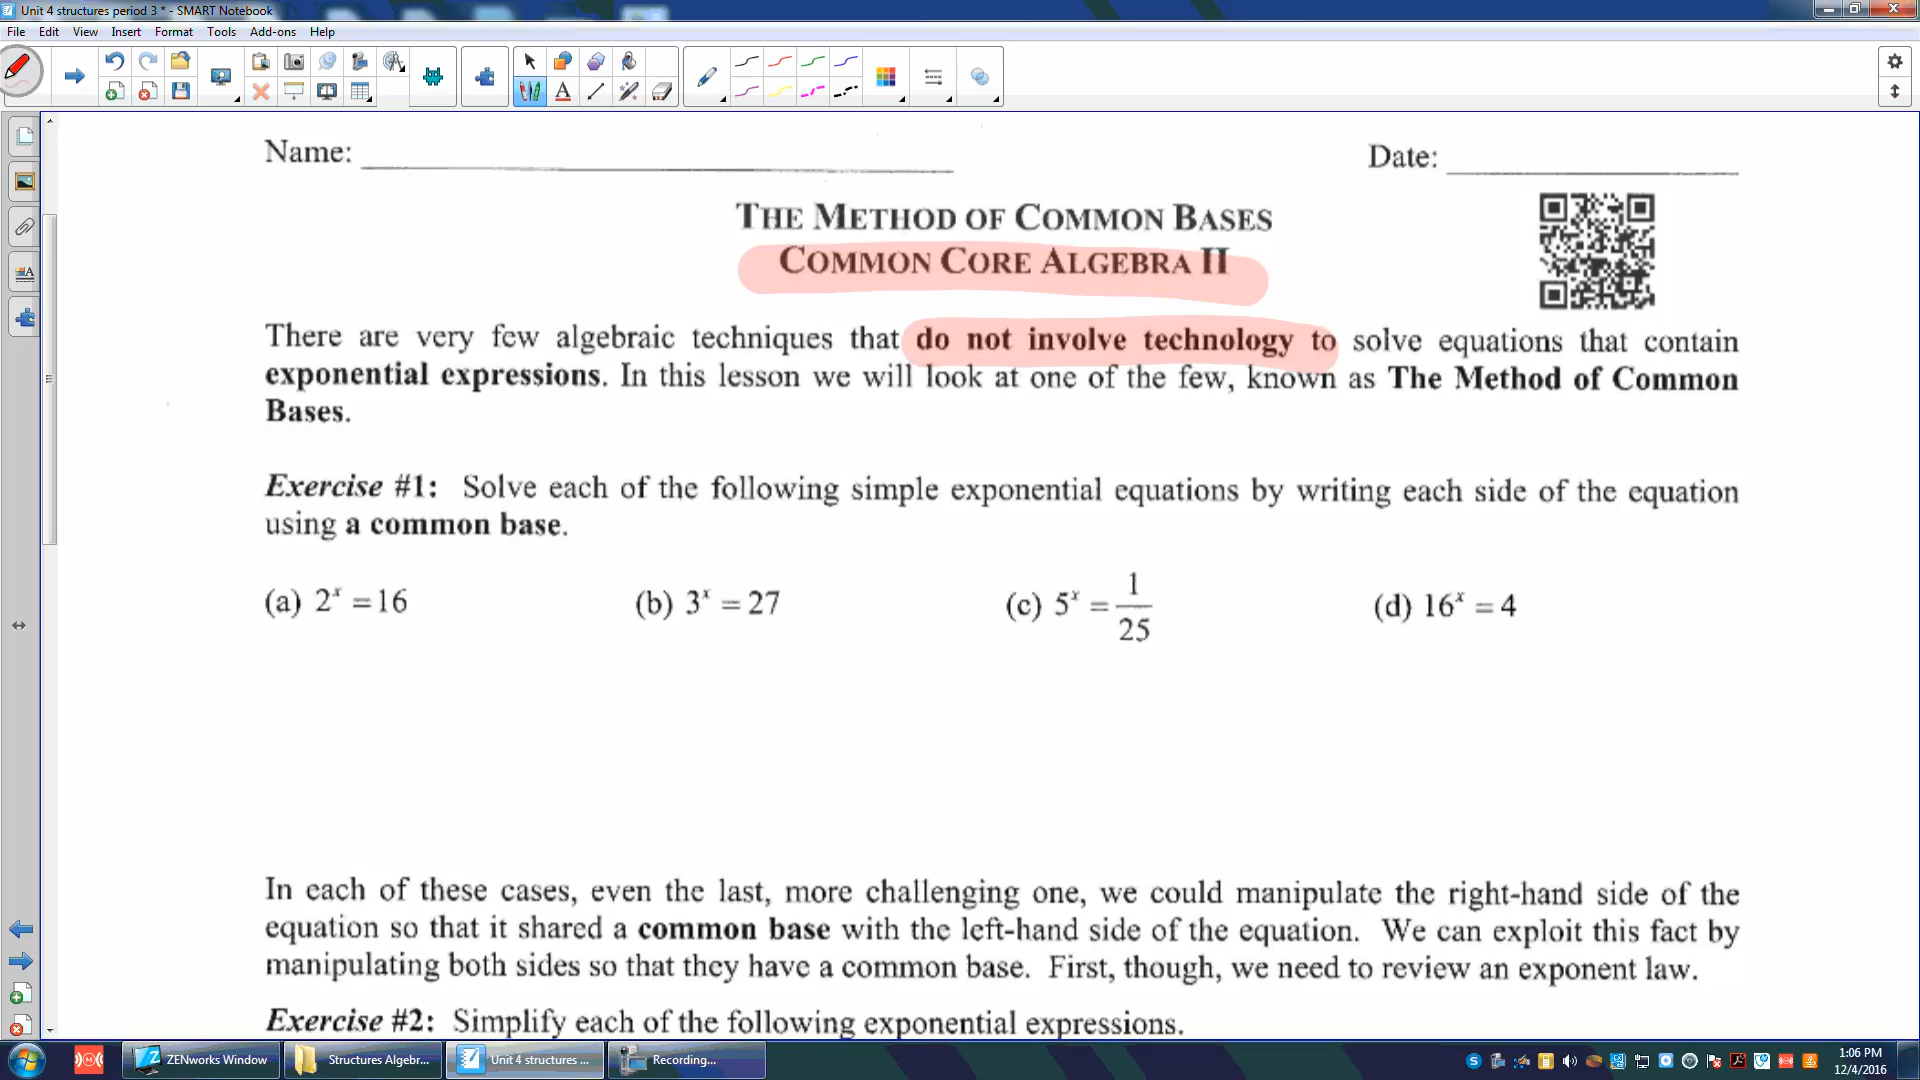 Unit 4 structures period 3 * - SMART Notebook
File Edit View Insert Format Tools Add-ons Help
Name:
Date:
THE METHOD OF COMMON BASES
COMMON CORE ALGEBRA II
There are very few algebraic techniques that do not involve technology to solve equations that contain
exponential expressions. In this lesson we will look at one of the few, known as The Method of Common
Bases.
Exercise #1: Solve each of the following simple exponential equations by writing each side of the equation
using a common base.
(a) 2ˣ = 16 (b) 3ˣ = 27 (c) 5ˣ = 1/25 (d) 16ˣ = 4
In each of these cases, even the last, more challenging one, we could manipulate the right-hand side of the
equation so that it shared a common base with the left-hand side of the equation. We can exploit this fact by
manipulating both sides so that they have a common base. First, though, we need to review an exponent law.
Exercise #2: Simplify each of the following exponential expressions.
ZENworks Window Structures Algebr... Unit 4 structures ... Recording...
1:06 PM
12/4/2016